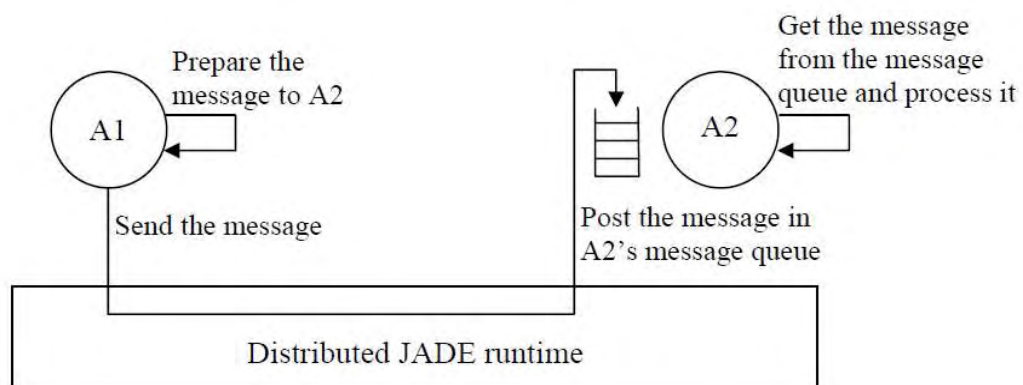 Prepare the
message to A2
A1
Send the message
Get the message
from the message
queue and process it
A2
Post the message in
A2's message queue
Distributed JADE runtime